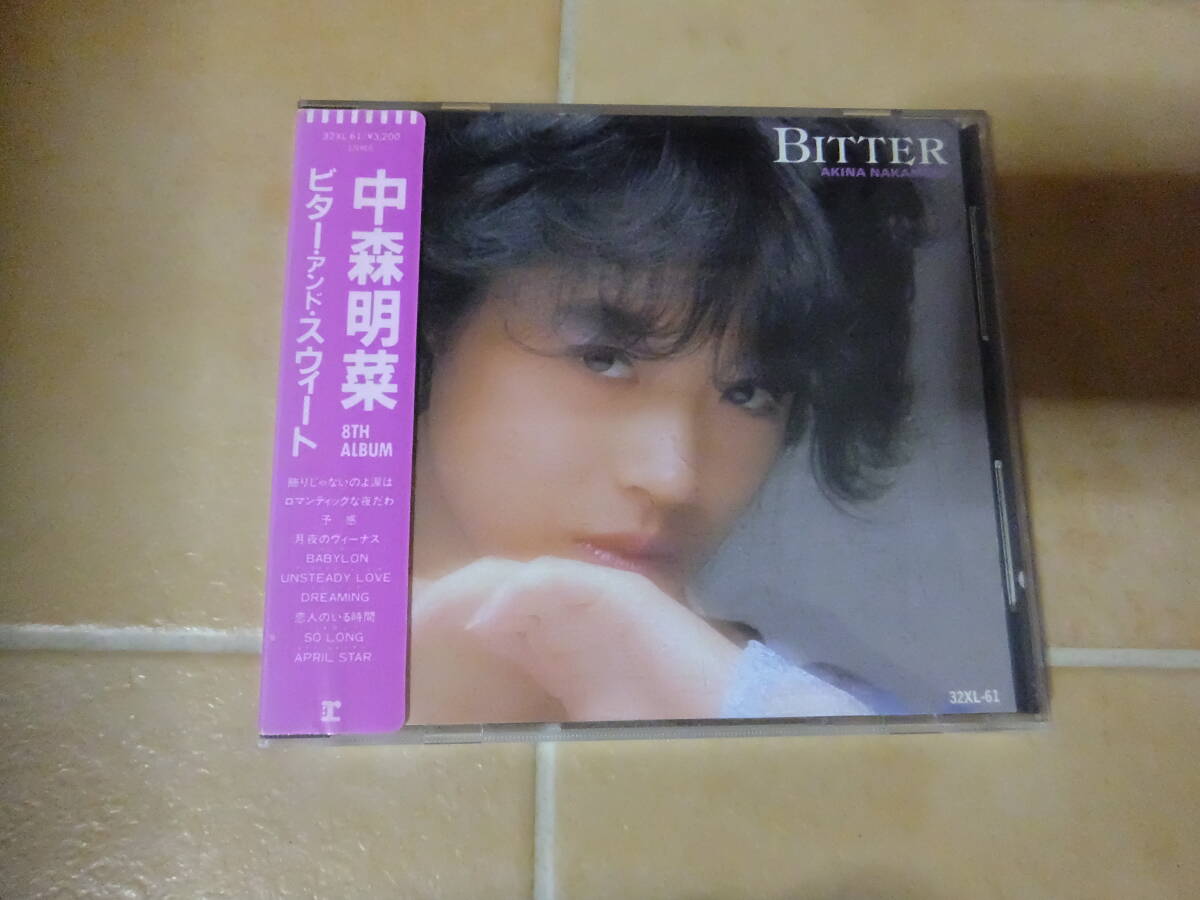 32XL-61 ¥3,200
中森明菜
8TH
ALBUM
ビター・アンド・スウィート
飾りじゃないのよ涙は
ロマンティックな夜だわ
予感
月夜のヴィーナス
BABYLON
UNSTEADY LOVE
DREAMING
恋人のいる時間
SO LONG
APRIL STAR
BITTER
AKINA
32XL-61